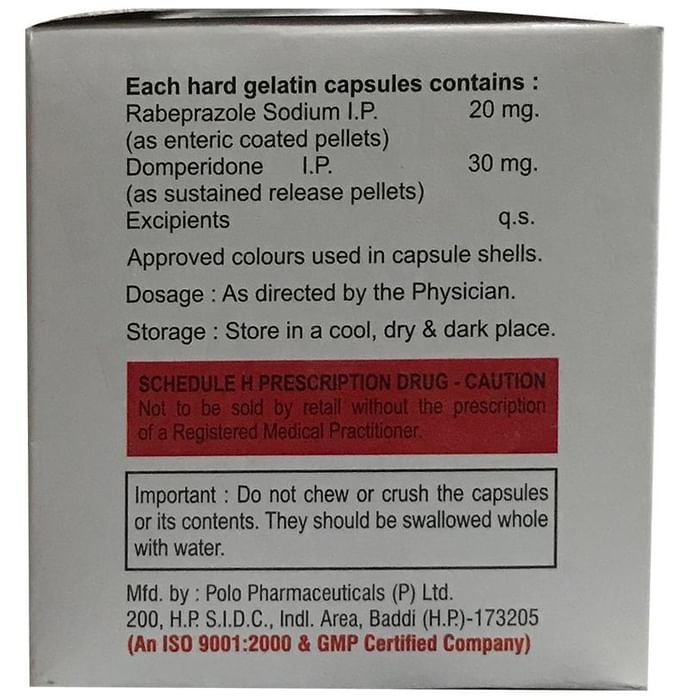 Each hard gelatin capsules contains :
Rabeprazole Sodium I.P. 20 mg.
(as enteric coated pellets)
Domperidone I.P. 30 mg.
(as sustained release pellets)
Excipients q.s.
Approved colours used in capsule shells.
Dosage : As directed by the Physician.
Storage : Store in a cool, dry & dark place.
SCHEDULE H PRESCRIPTION DRUG - CAUTION
Not to be sold by retail without the prescription
of a Registered Medical Practitioner.
Important : Do not chew or crush the capsules
or its contents. They should be swallowed whole
with water.
Mfd. by : Polo Pharmaceuticals (P) Ltd.
200, H.P. S.I.D.C., Indl. Area, Baddi (H.P.)-173205
(An ISO 9001:2000 & GMP Certified Company)